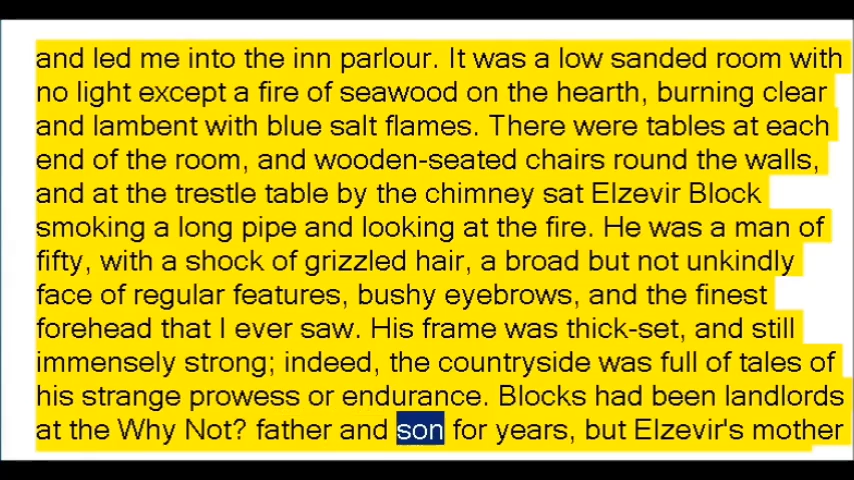 and led me into the inn parlour. It was a low sanded room with
no light except a fire of seawood on the hearth, burning clear
and lambent with blue salt flames. There were tables at each
end of the room, and wooden-seated chairs round the walls,
and at the trestle table by the chimney sat Elzevir Block
smoking a long pipe and looking at the fire. He was a man of
fifty, with a shock of grizzled hair, a broad but not unkindly
face of regular features, bushy eyebrows, and the finest
forehead that I ever saw. His frame was thick-set, and still
immensely strong; indeed, the countryside was full of tales of
his strange prowess or endurance. Blocks had been landlords
at the Why Not? father and son for years, but Elzevir's mother